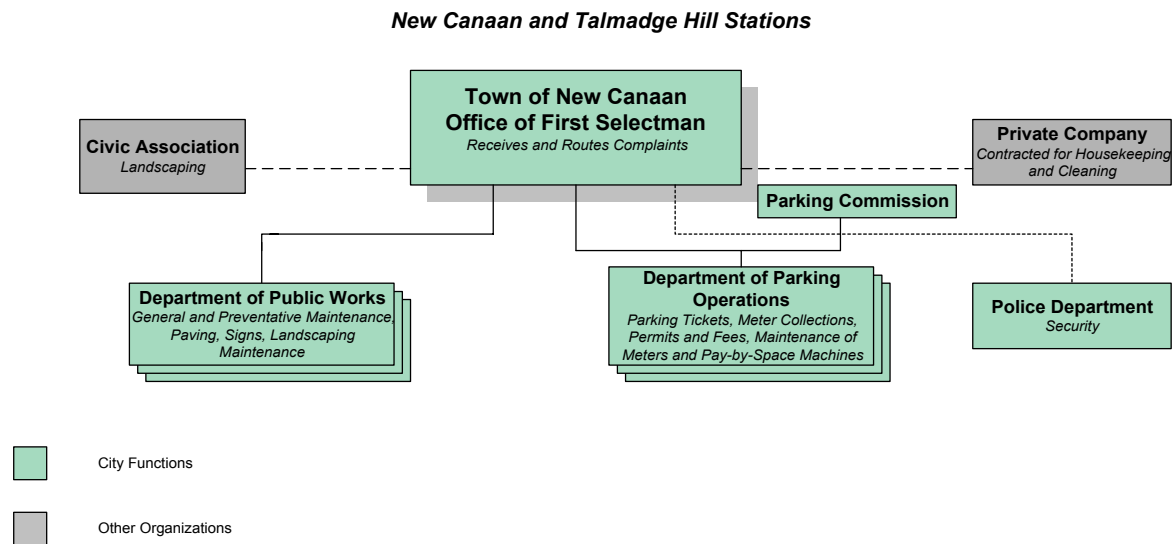 New Canaan and Talmadge Hill Stations
Town of New Canaan
Office of First Selectman
Receives and Routes Complaints
Civic Association
Landscaping
Private Company
Contracted for Housekeeping
and Cleaning
Parking Commission
Department of Public Works
General and Preventative Maintenance,
Paving, Signs, Landscaping
Maintenance
Department of Parking
Operations
Parking Tickets, Meter Collections,
Permits and Fees, Maintenance of
Meters and Pay-by-Space Machines
Police Department
Security
City Functions
Other Organizations